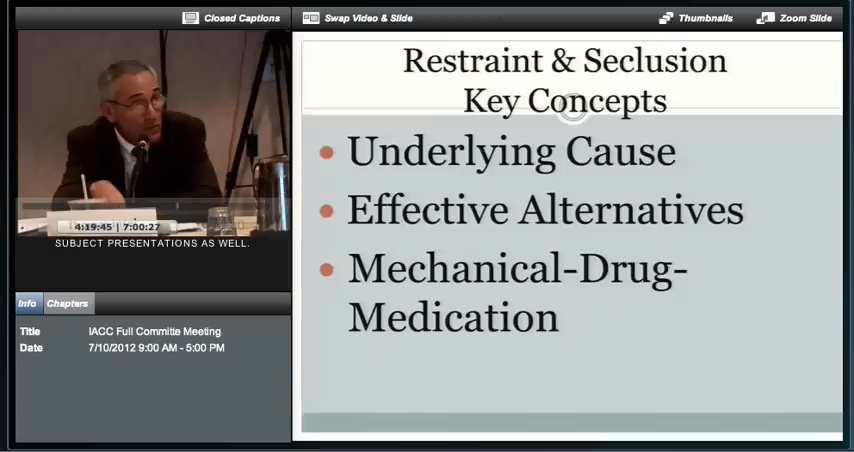 Closed Captions
Swap Video & Slide
Thumbnails
Zoom Slide
4:19:45 | 7:00:27
SUBJECT PRESENTATIONS AS WELL.
Info
Chapters
Title IACC Full Committe Meeting
Date 7/10/2012 9:00 AM - 5:00 PM
Restraint & Seclusion
Key Concepts
• Underlying Cause
• Effective Alternatives
• Mechanical-Drug-
Medication